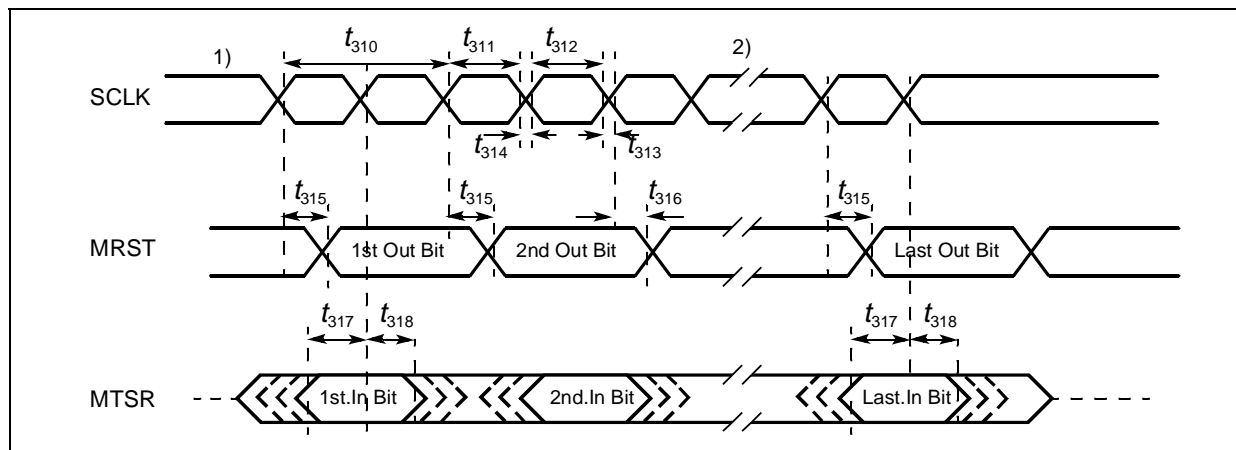 1) t310 t311 t312 2)
SCLK
t314 t313
t315 t315 t316 t315
MRST 1st Out Bit 2nd Out Bit Last Out Bit
t317 t318 t317 t318
MTSR 1st.In Bit 2nd.In Bit Last.In Bit